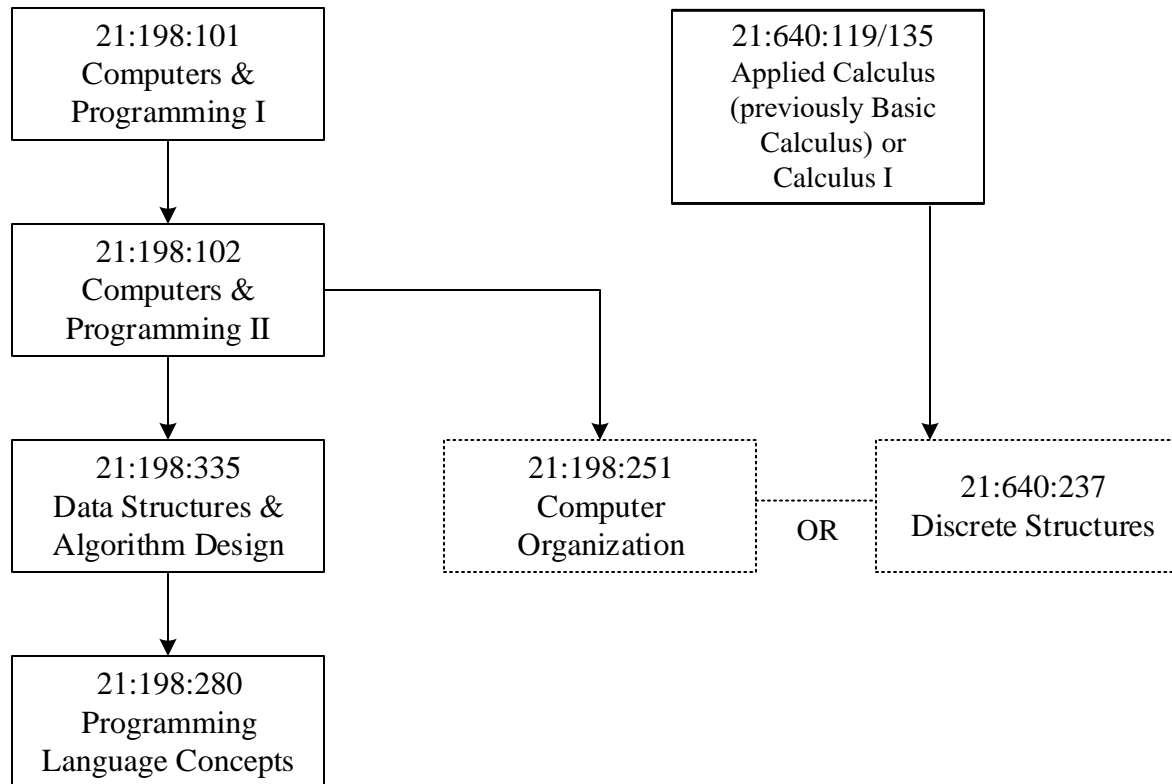 21:198:101
Computers &
Programming I
21:640:119/135
Applied Calculus
(previously Basic
Calculus) or
Calculus I
21:198:102
Computers &
Programming II
21:198:335
Data Structures &
Algorithm Design
21:198:251
Computer
Organization
OR
21:640:237
Discrete Structures
21:198:280
Programming
Language Concepts